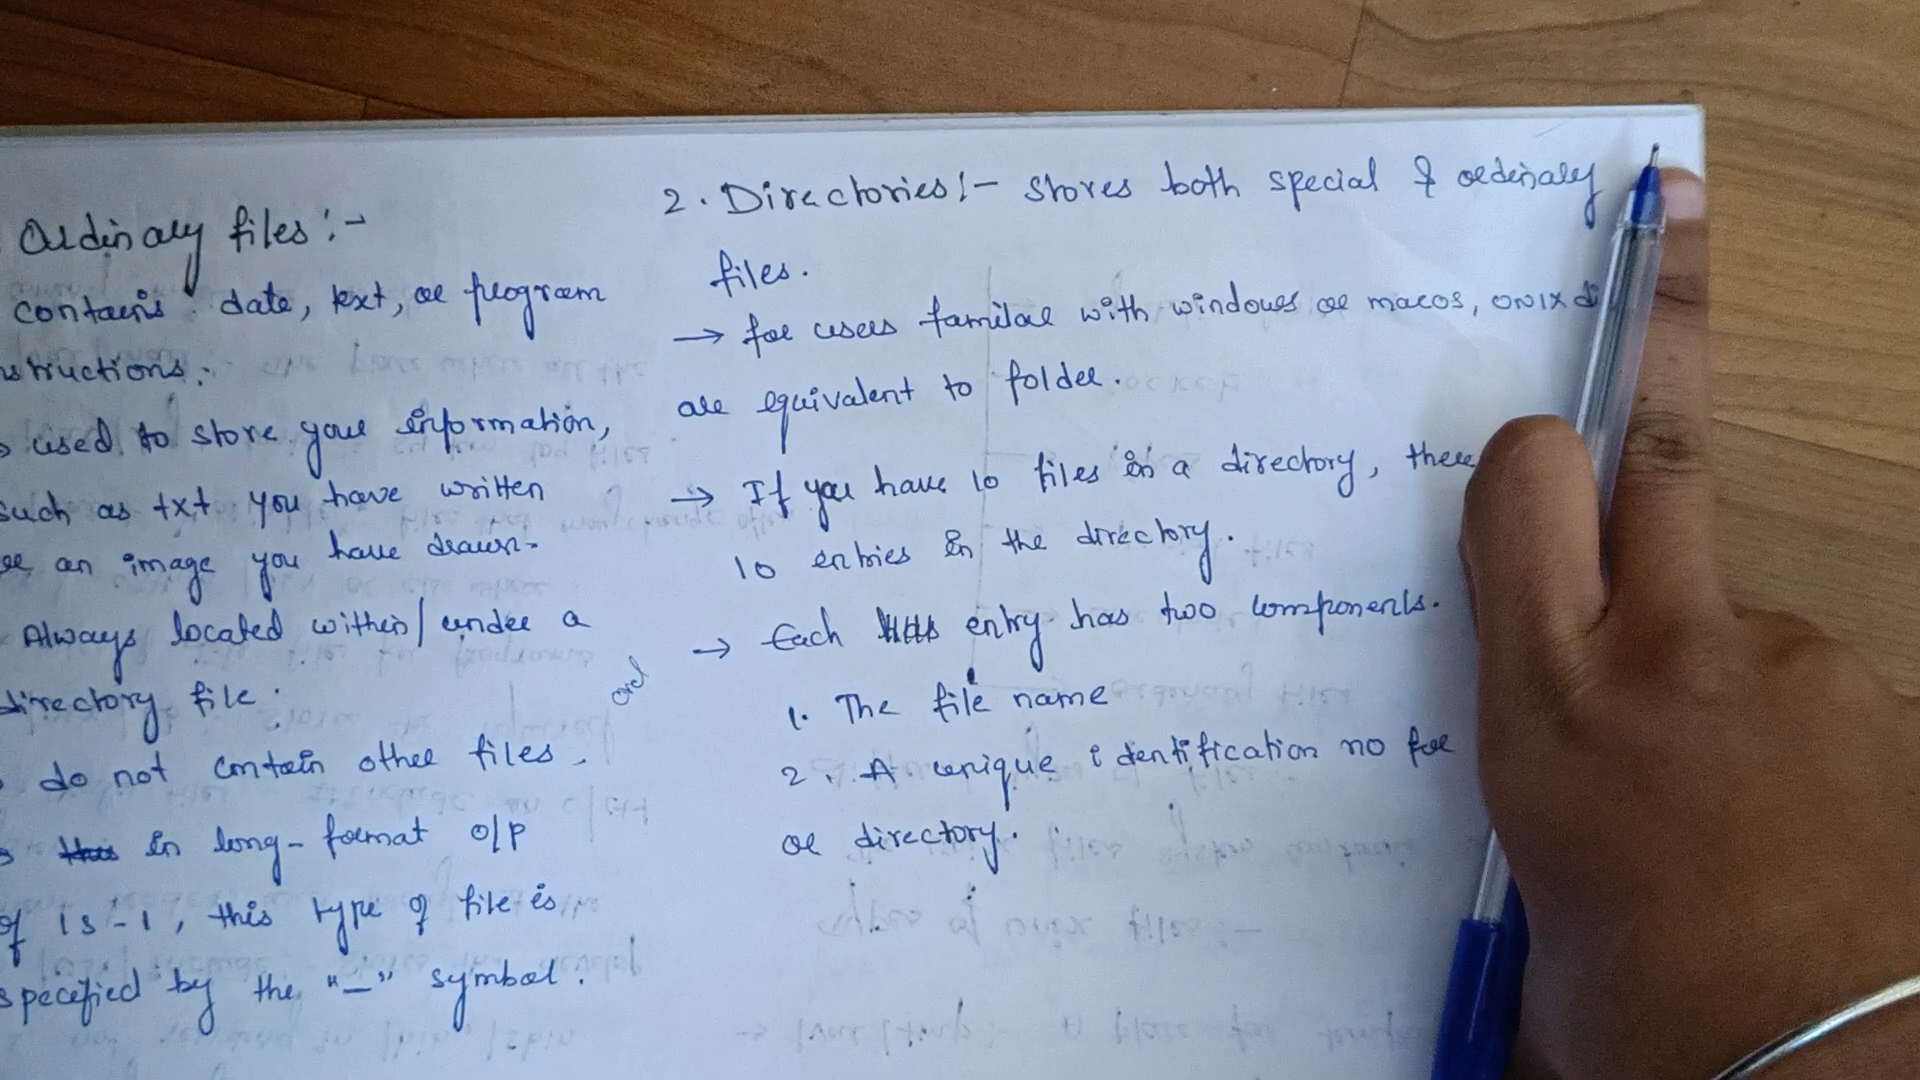 Ordinary files:-
contains date, text, or program
structions:
used to store your information,
such as txt you have written
or an image you have drawn.
Always located within/under a
directory file.
do not contain other files.
in long-format o/p
of ls-l, this type of file is
specified by the "-" symbol.
2. Directories:- stores both special & ordinary
files.
→ for users familar with windows or macos, UNIX di
are equivalent to folder.
→ If you have 10 files in a directory, there
10 entries in the directory.
→ Each entry has two components.
1. The file name
2. A unique identification no for
or directory.